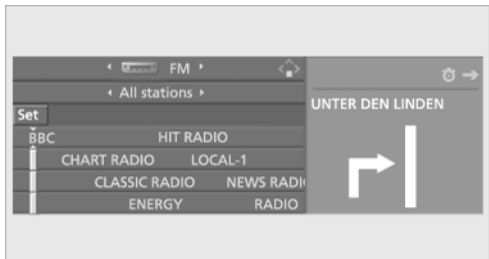 FM
All stations
Set
BBC HIT RADIO
CHART RADIO LOCAL-1
CLASSIC RADIO NEWS RADI
ENERGY RADIO
UNTER DEN LINDEN